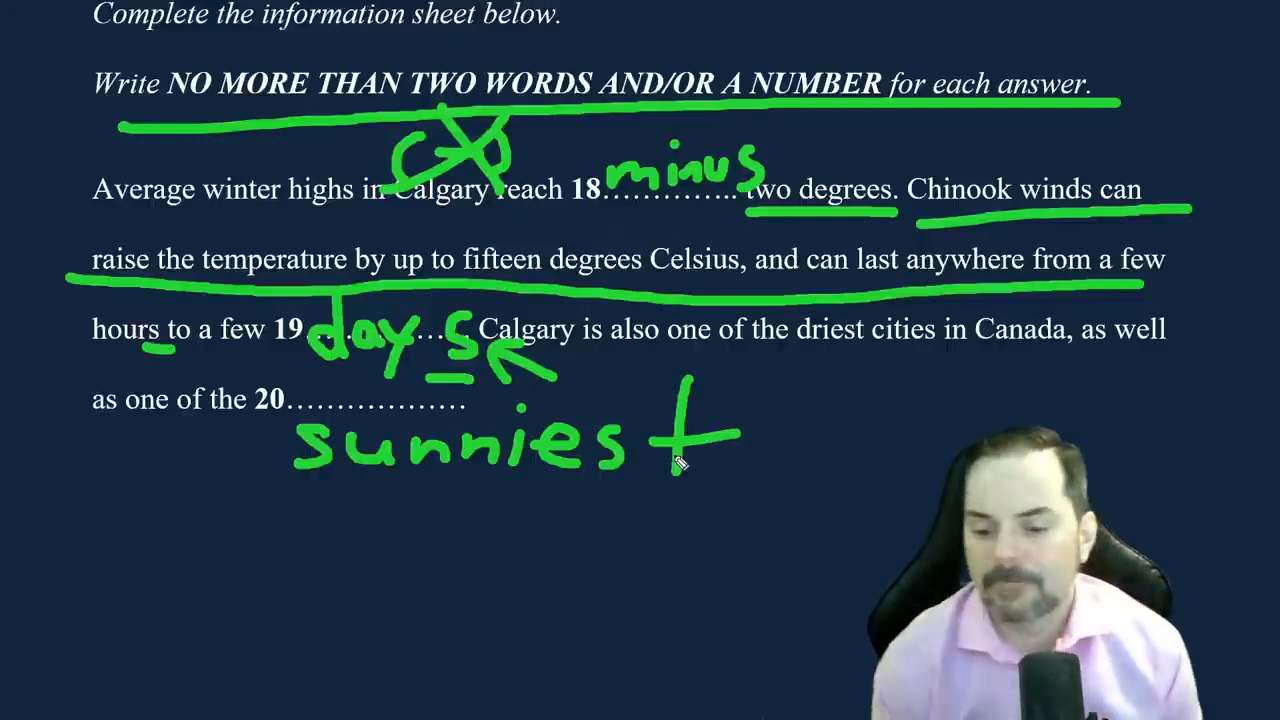 Complete the information sheet below.
Write NO MORE THAN TWO WORDS AND/OR A NUMBER for each answer.
minus
Average winter highs in Calgary reach 18………….. two degrees. Chinook winds can
raise the temperature by up to fifteen degrees Celsius, and can last anywhere from a few
hours to a few 19 days Calgary is also one of the driest cities in Canada, as well
as one of the 20………………
sunniest